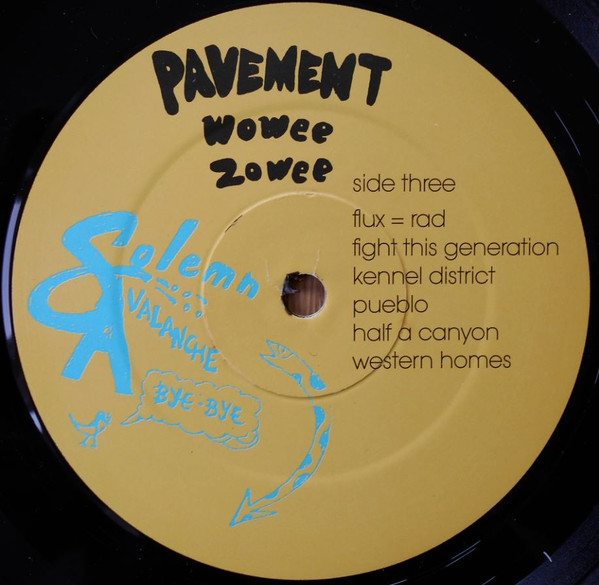 PAVEMENT
wowee
zowee
side three
flux = rad
fight this generation
kennel district
pueblo
half a canyon
western homes
Solemn
AVALANCHE
BYE-BYE